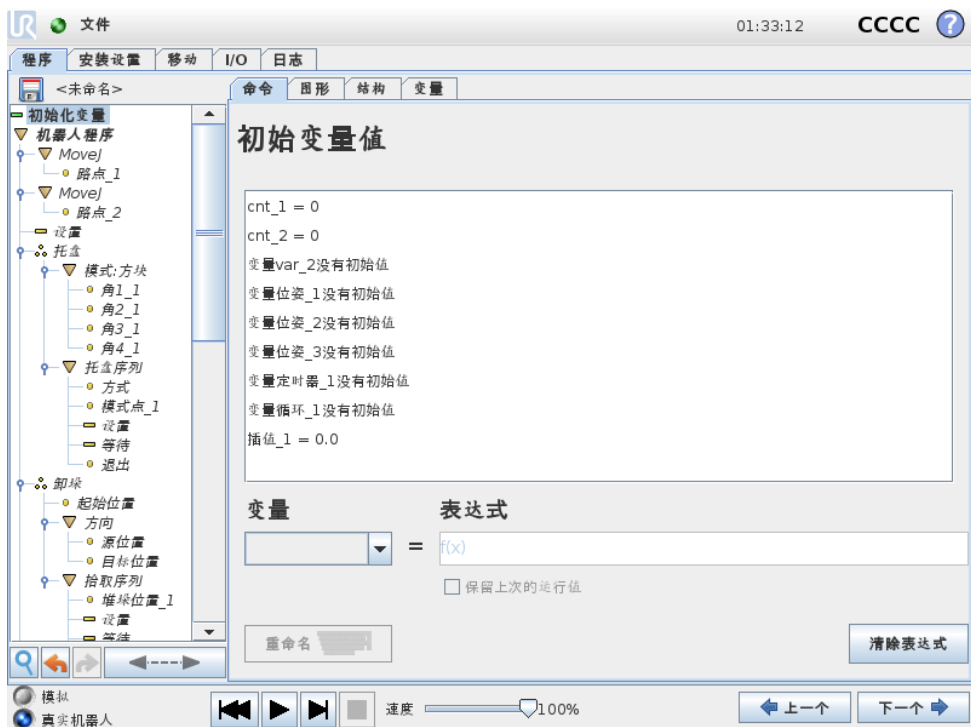 UR 文件 01:33:12 CCCC ?
程序 安装设置 移动 I/O 日志
<未命名> 命令 图形 结构 变量
初始化变量
机器人程序
MoveJ
路点_1
MoveJ
路点_2
设置
托盘
模式:方块
角1_1
角2_1
角3_1
角4_1
托盘序列
方式
模式点_1
设置
等待
退出
卸垛
起始位置
方向
源位置
目标位置
拾取序列
堆垛位置_1
设置
等待
初始变量值
cnt_1 = 0
cnt_2 = 0
变量var_2没有初始值
变量位姿_1没有初始值
变量位姿_2没有初始值
变量位姿_3没有初始值
变量定时器_1没有初始值
变量循环_1没有初始值
插值_1 = 0.0
变量 表达式
= f(x)
保留上次的运行值
重命名 清除表达式
模拟
真实机器人
速度 100% 上一个 下一个